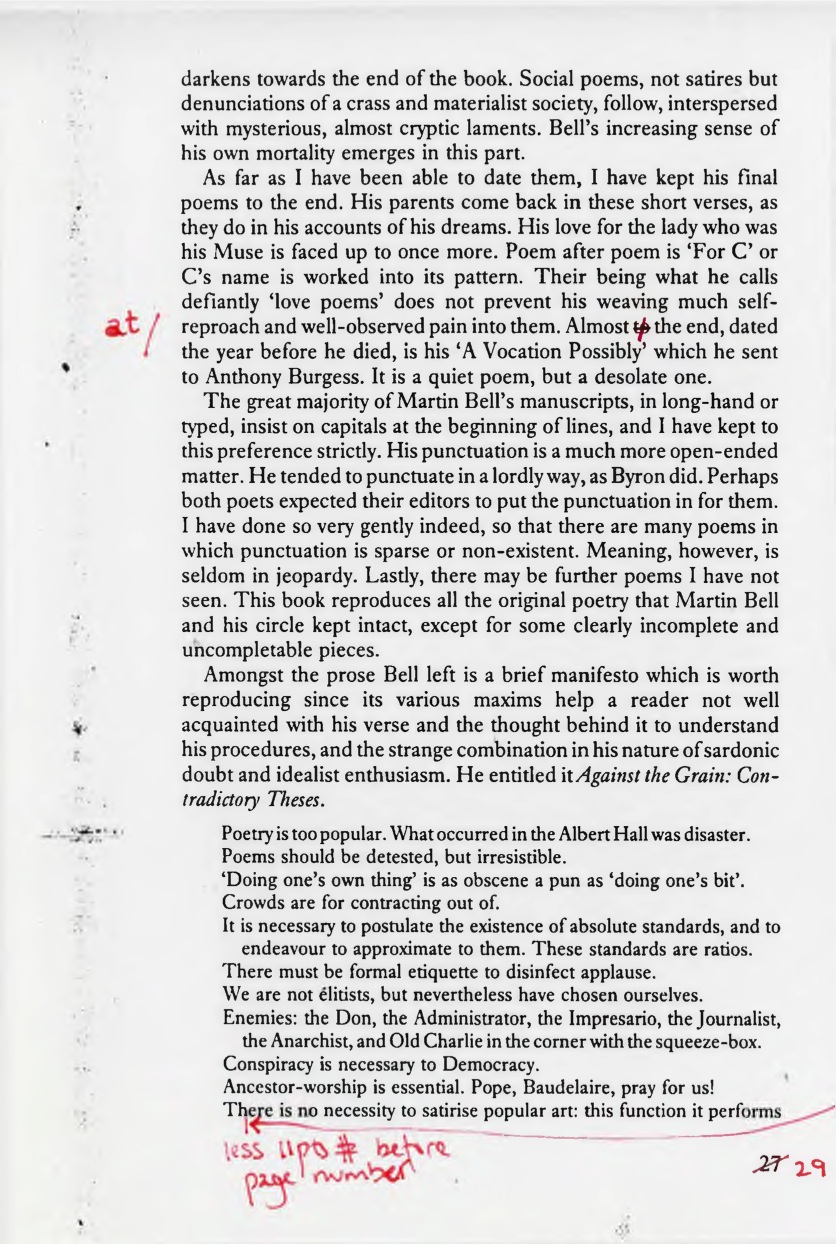 darkens towards the end of the book. Social poems, not satires but
denunciations of a crass and materialist society, follow, interspersed
with mysterious, almost cryptic laments. Bell's increasing sense of
his own mortality emerges in this part.
As far as I have been able to date them, I have kept his final
poems to the end. His parents come back in these short verses, as
they do in his accounts of his dreams. His love for the lady who was
his Muse is faced up to once more. Poem after poem is 'For C' or
C's name is worked into its pattern. Their being what he calls
defiantly 'love poems' does not prevent his weaving much self-
at/ reproach and well-observed pain into them. Almost the end, dated
the year before he died, is his 'A Vocation Possibly' which he sent
to Anthony Burgess. It is a quiet poem, but a desolate one.
The great majority of Martin Bell's manuscripts, in long-hand or
typed, insist on capitals at the beginning of lines, and I have kept to
this preference strictly. His punctuation is a much more open-ended
matter. He tended to punctuate in a lordly way, as Byron did. Perhaps
both poets expected their editors to put the punctuation in for them.
I have done so very gently indeed, so that there are many poems in
which punctuation is sparse or non-existent. Meaning, however, is
seldom in jeopardy. Lastly, there may be further poems I have not
seen. This book reproduces all the original poetry that Martin Bell
and his circle kept intact, except for some clearly incomplete and
uncompletable pieces.
Amongst the prose Bell left is a brief manifesto which is worth
reproducing since its various maxims help a reader not well
acquainted with his verse and the thought behind it to understand
his procedures, and the strange combination in his nature of sardonic
doubt and idealist enthusiasm. He entitled it Against the Grain: Con-
tradictory Theses.
Poetry is too popular. What occurred in the Albert Hall was disaster.
Poems should be detested, but irresistible.
'Doing one's own thing' is as obscene a pun as 'doing one's bit'.
Crowds are for contracting out of.
It is necessary to postulate the existence of absolute standards, and to
endeavour to approximate to them. These standards are ratios.
There must be formal etiquette to disinfect applause.
We are not élitists, but nevertheless have chosen ourselves.
Enemies: the Don, the Administrator, the Impresario, the Journalist,
the Anarchist, and Old Charlie in the corner with the squeeze-box.
Conspiracy is necessary to Democracy.
Ancestor-worship is essential. Pope, Baudelaire, pray for us!
There is no necessity to satirise popular art: this function it performs
less 11pts # before
page number
27 29